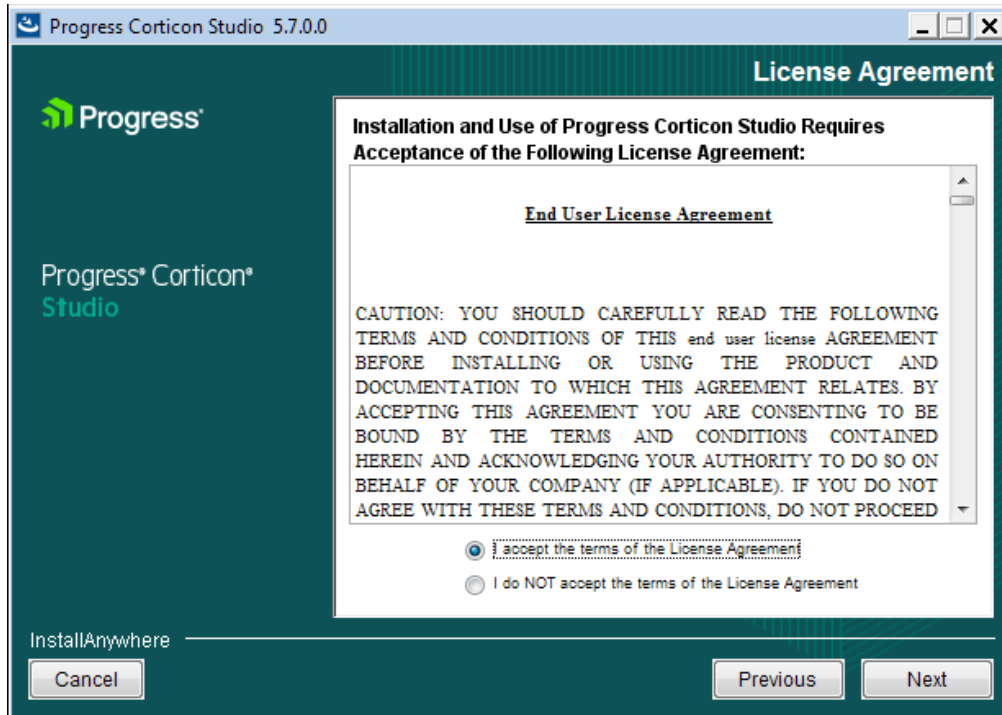 Progress Corticon Studio 5.7.0.0
License Agreement
Progress®
Installation and Use of Progress Corticon Studio Requires
Acceptance of the Following License Agreement:
End User License Agreement
Progress® Corticon®
Studio
CAUTION: YOU SHOULD CAREFULLY READ THE FOLLOWING
TERMS AND CONDITIONS OF THIS end user license AGREEMENT
BEFORE INSTALLING OR USING THE PRODUCT AND
DOCUMENTATION TO WHICH THIS AGREEMENT RELATES. BY
ACCEPTING THIS AGREEMENT YOU ARE CONSENTING TO BE
BOUND BY THE TERMS AND CONDITIONS CONTAINED
HEREIN AND ACKNOWLEDGING YOUR AUTHORITY TO DO SO ON
BEHALF OF YOUR COMPANY (IF APPLICABLE). IF YOU DO NOT
AGREE WITH THESE TERMS AND CONDITIONS, DO NOT PROCEED
I accept the terms of the License Agreement
I do NOT accept the terms of the License Agreement
InstallAnywhere
Cancel
Previous
Next